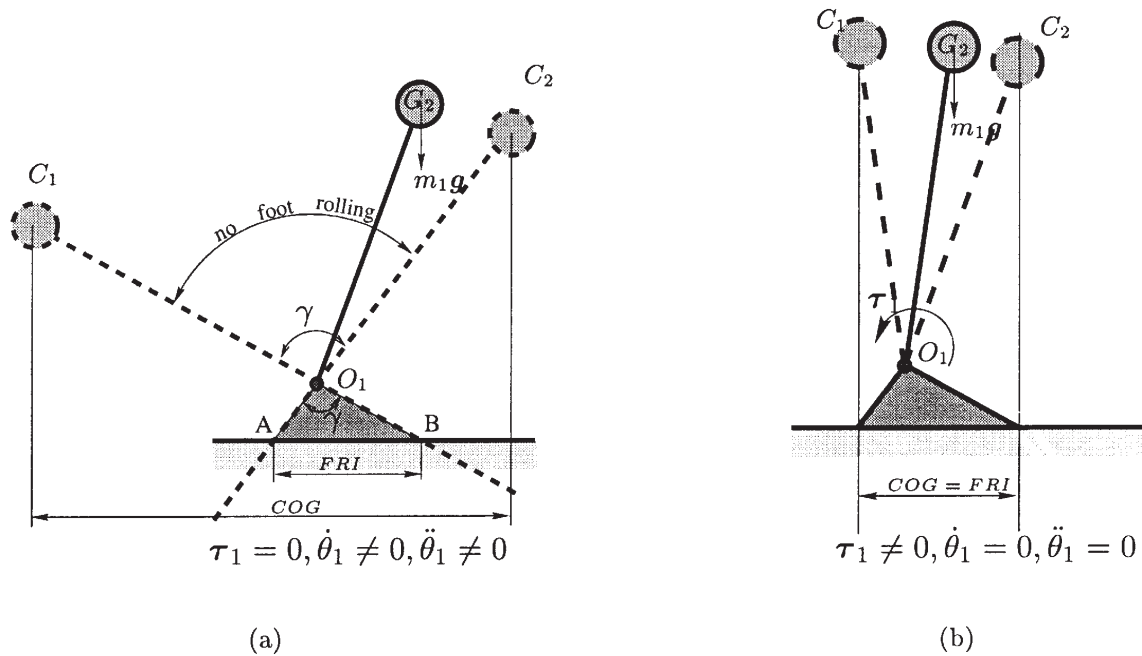 C₁
G₂
C₂
m₁g
no foot rolling
γ
O₁
γ
A
B
FRI
COG
τ₁ = 0, θ̇₁ ≠ 0, θ̈₁ ≠ 0
(a)
C₁
G₂
C₂
m₁g
τ
O₁
COG = FRI
τ₁ ≠ 0, θ̇₁ = 0, θ̈₁ = 0
(b)